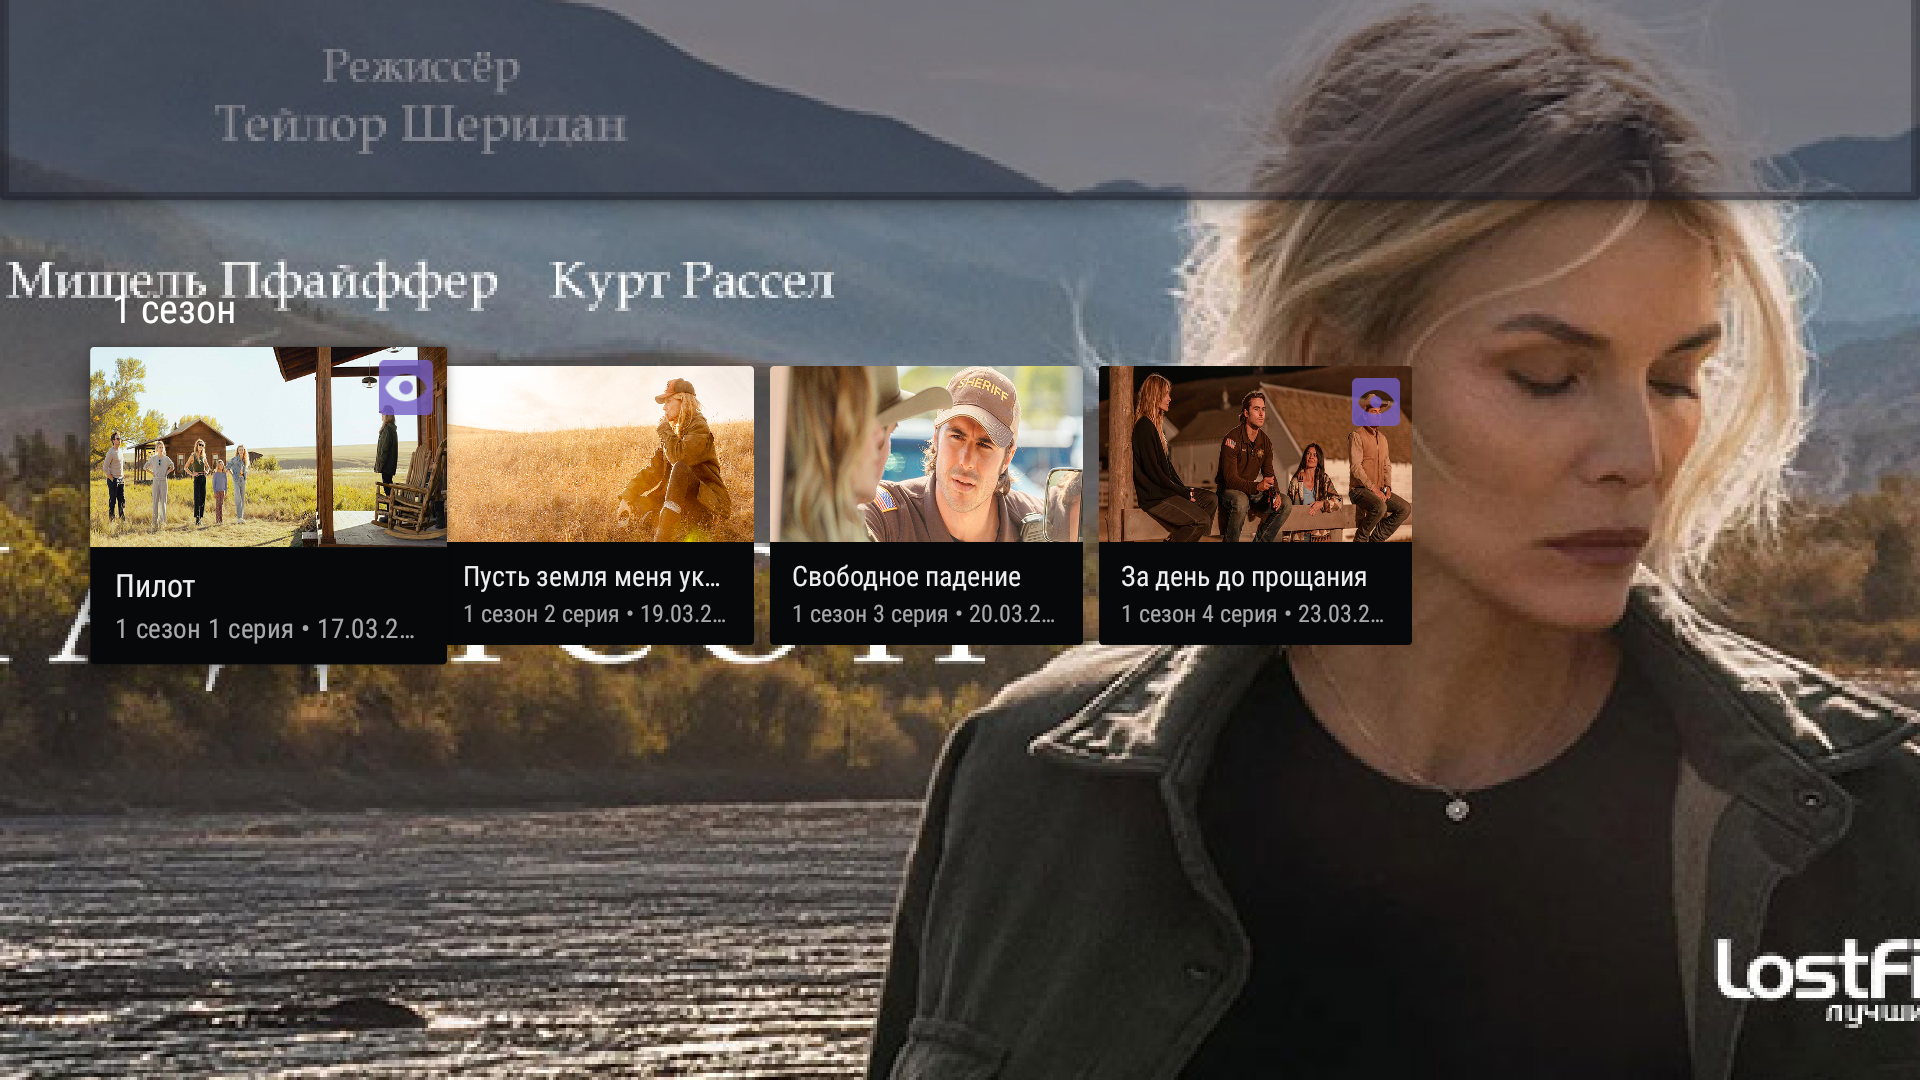 Режиссёр
Тейлор Шеридан
Мишель Пфайффер Курт Рассел
1 сезон
SHERIFF
Пилот
1 сезон 1 серия • 17.03.2…
Пусть земля меня ук…
1 сезон 2 серия • 19.03.2…
Свободное падение
1 сезон 3 серия • 20.03.2…
За день до прощания
1 сезон 4 серия • 23.03.2…
lostfi
лучши